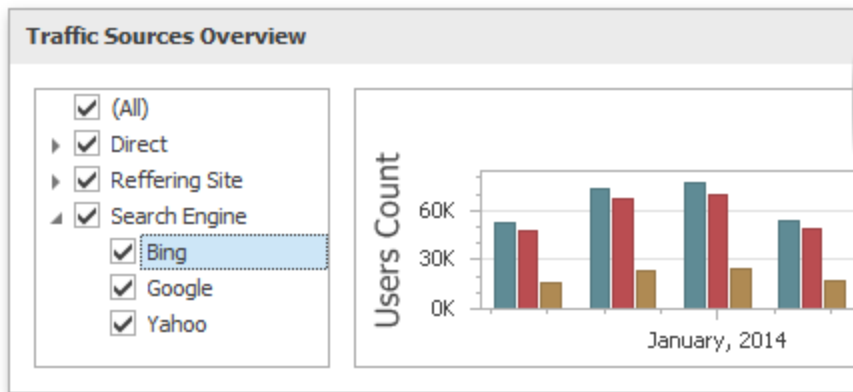 Traffic Sources Overview
(All)
Direct
Reffering Site
Search Engine
Bing
Google
Yahoo
Users Count
60K
30K
0K
January, 2014